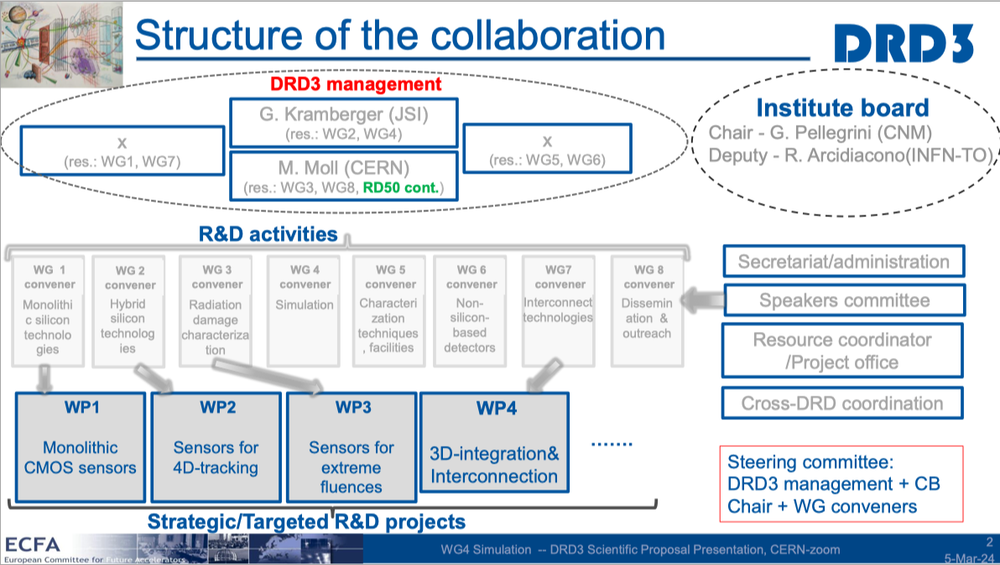 Structure of the collaboration
DRD3
DRD3 management
G. Kramberger (JSI)
(res.: WG2, WG4)
x
(res.: WG1, WG7)
M. Moll (CERN)
(res.: WG3, WG8, RD50 cont.)
x
(res.: WG5, WG6)
Institute board
Chair - G. Pellegrini (CNM)
Deputy - R. Arcidiacono(INFN-TO)
R&D activities
WG 1
convener
Monolithi
c silicon
technolo
gies
WG 2
convener
Hybrid
silicon
technolog
ies
WG 3
convener
Radiation
damage
characteriza
tion
WG 4
convener
Simulation
WG 5
convener
Characteri
zation
techniques
, facilities
WG 6
convener
Non-
silicon-
based
detectors
WG7
convener
Interconnect
technologies
WG 8
convener
Dissemin
ation &
outreach
Secretariat/administration
Speakers committee
Resource coordinator
/Project office
Cross-DRD coordination
WP1
Monolithic
CMOS sensors
WP2
Sensors for
4D-tracking
WP3
Sensors for
extreme
fluences
WP4
3D-integration&
Interconnection
........
Strategic/Targeted R&D projects
Steering committee:
DRD3 management + CB
Chair + WG conveners
ECFA
European Committee for Future Accelerators
WG4 Simulation -- DRD3 Scientific Proposal Presentation, CERN-zoom
2
5-Mar-24